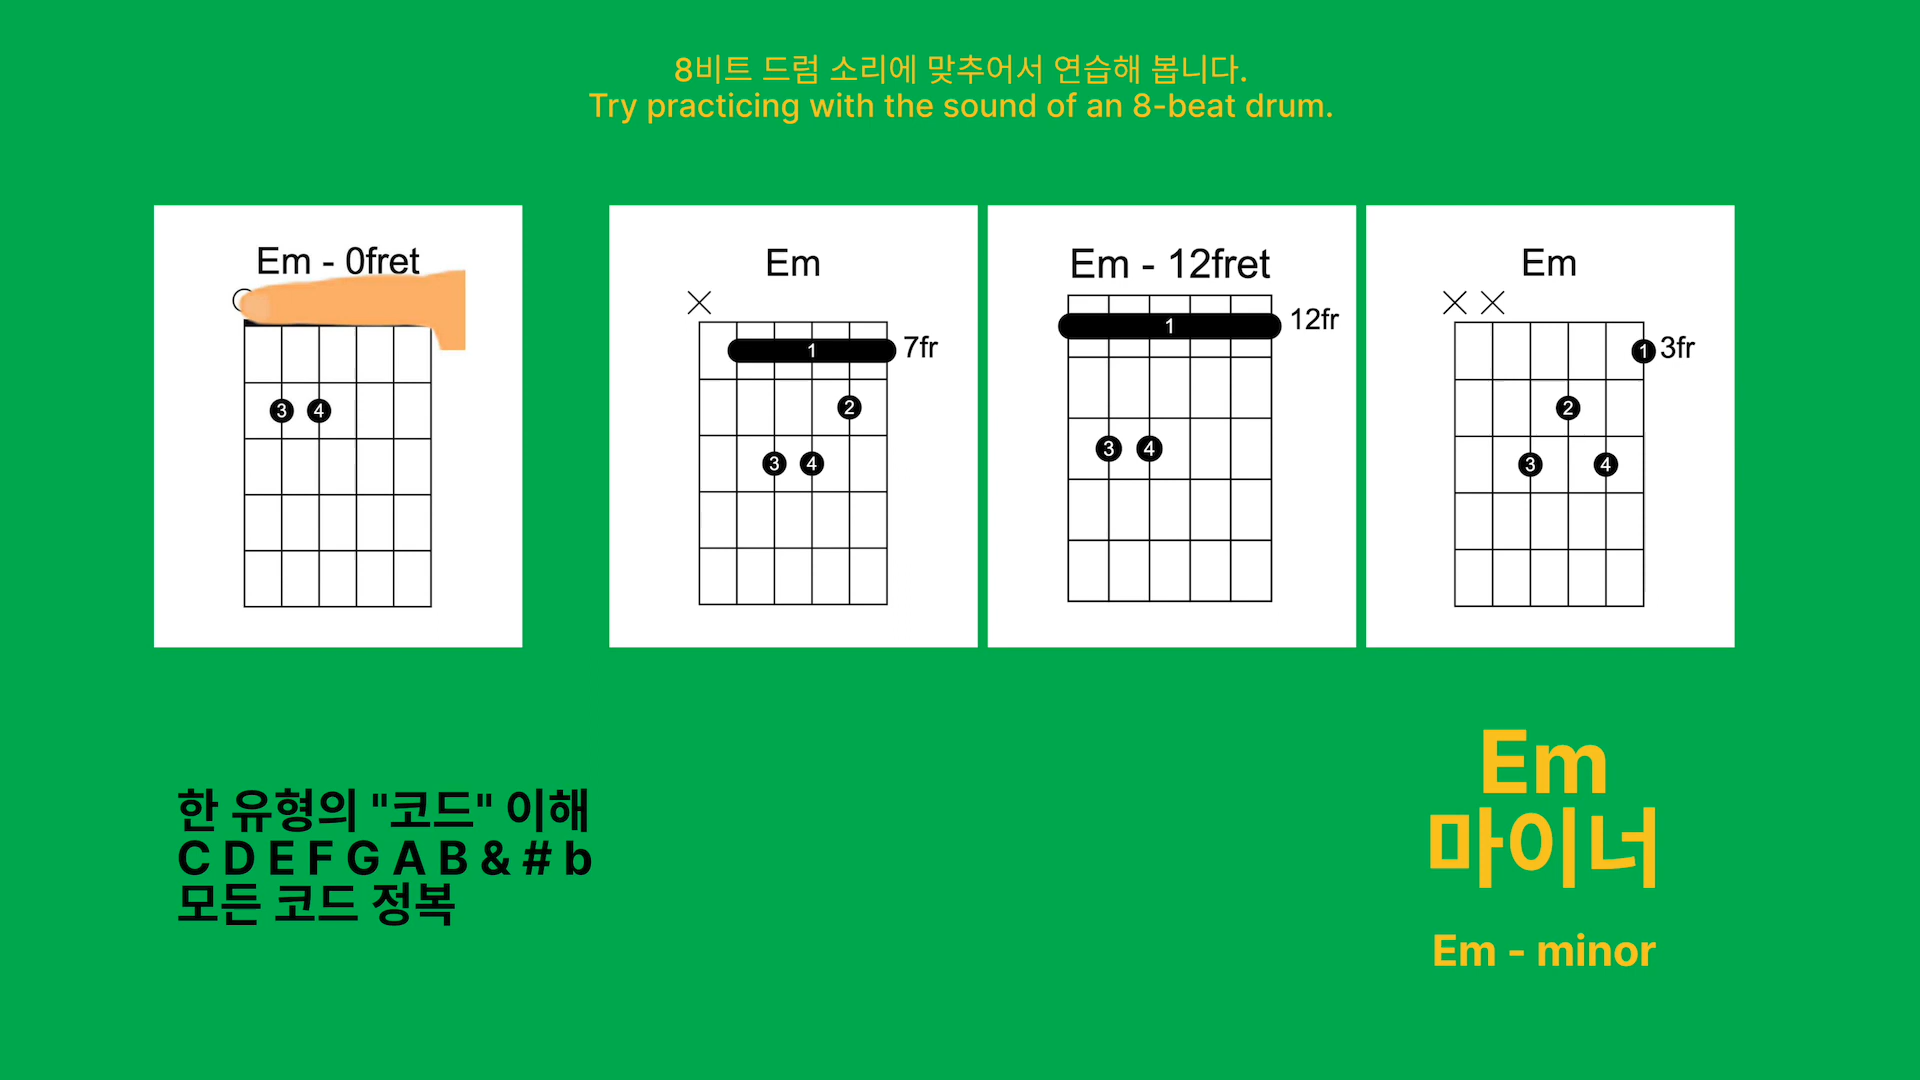 8비트 드럼 소리에 맞추어서 연습해 봅니다.
Try practicing with the sound of an 8-beat drum.
Em - 0fret
3 4
Em
1 7fr
2
3 4
Em - 12fret
1 12fr
3 4
Em
1 3fr
2
3 4
한 유형의 "코드" 이해
C D E F G A B & # b
모든 코드 정복
Em
마이너
Em - minor